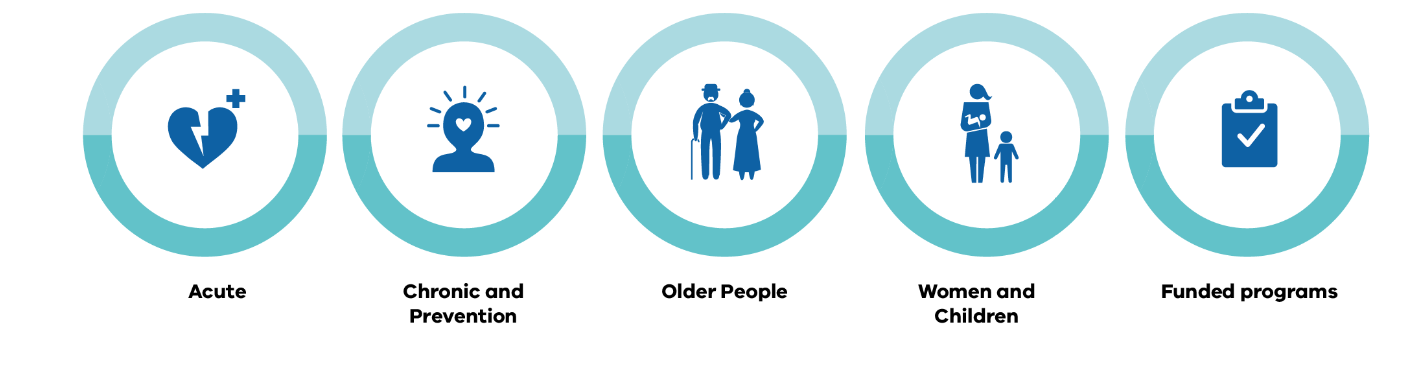 Acute
Chronic and
Prevention
Older People
Women and
Children
Funded programs